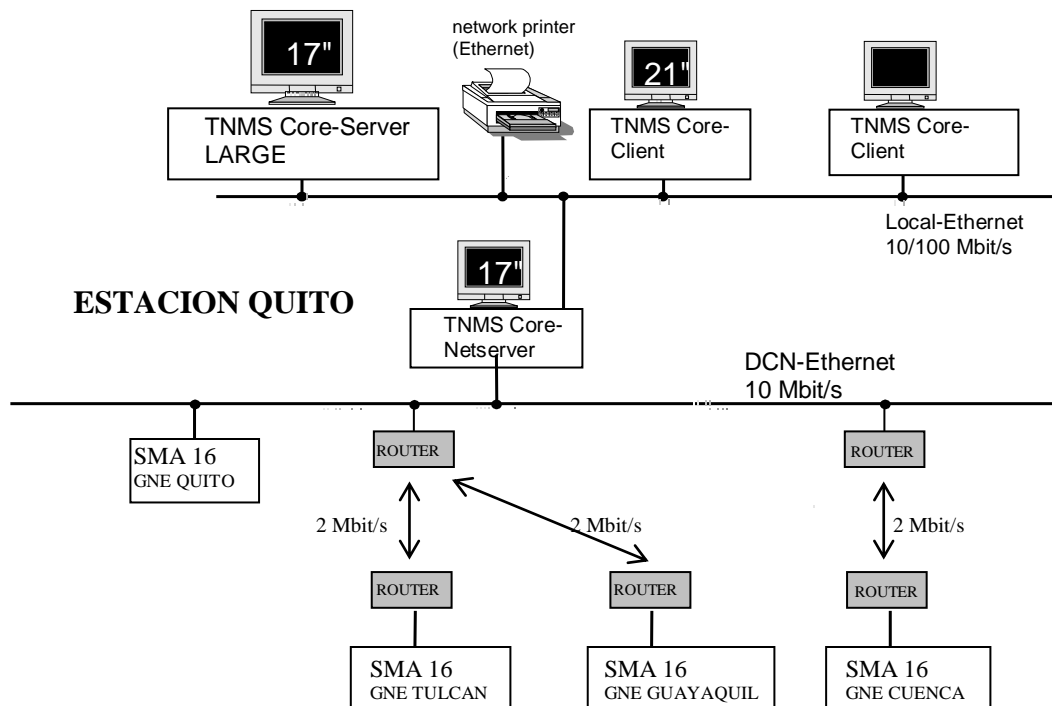 network printer
(Ethernet)
17"
21"
TNMS Core-Server
LARGE
TNMS Core-
Client
TNMS Core-
Client
Local-Ethernet
10/100 Mbit/s
17"
ESTACION QUITO
TNMS Core-
Netserver
DCN-Ethernet
10 Mbit/s
SMA 16
GNE QUITO
ROUTER
ROUTER
2 Mbit/s
2 Mbit/s
2 Mbit/s
ROUTER
ROUTER
ROUTER
SMA 16
GNE TULCAN
SMA 16
GNE GUAYAQUIL
SMA 16
GNE CUENCA